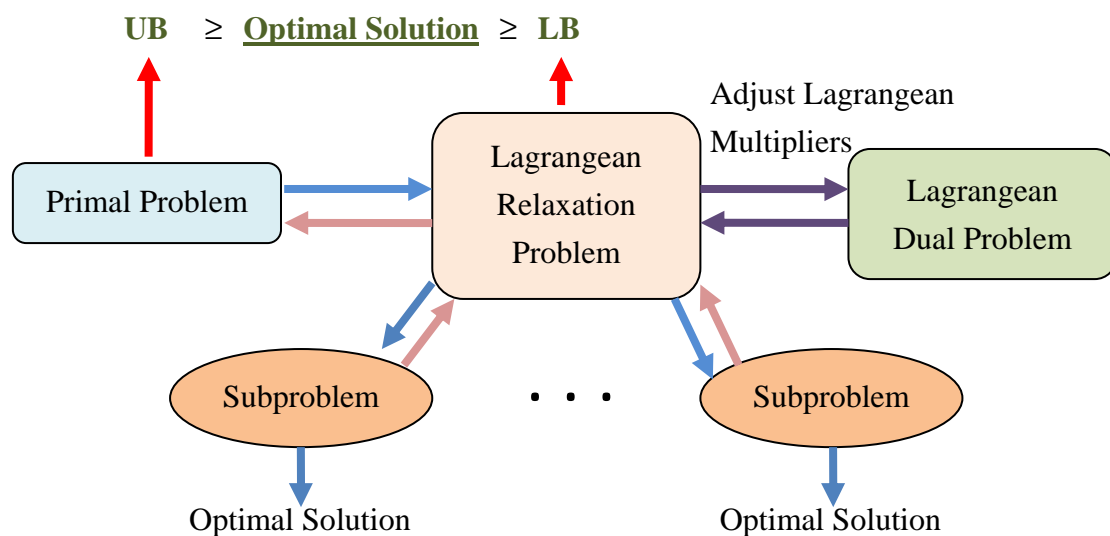 UB ≥ Optimal Solution ≥ LB
Adjust Lagrangean
Multipliers
Primal Problem
Lagrangean
Relaxation
Problem
Lagrangean
Dual Problem
Subproblem
. . .
Subproblem
Optimal Solution
Optimal Solution